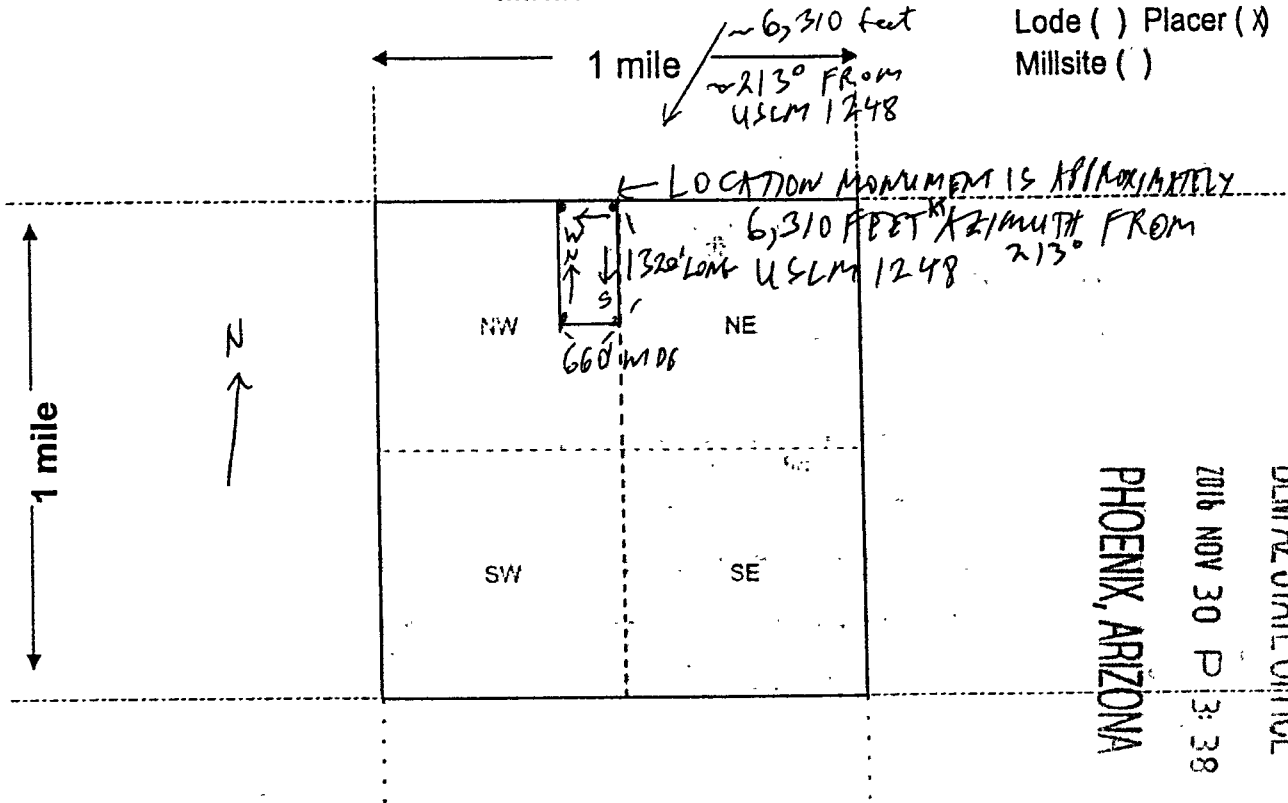 ~6,310 feet
Lode ( ) Placer (X)
1 mile
Millsite ( )
~213° FROM
USLM 1248
← LOCATION MONUMENT IS APPROXIMATELY
6,310 FEET AT AZIMUTH FROM
213°
1320' LONG USLM 1248
W
N
S
NW
NE
660' WIDE
N
1 mile
SW
SE
2016 NOV 30 P 3:38
PHOENIX, ARIZONA